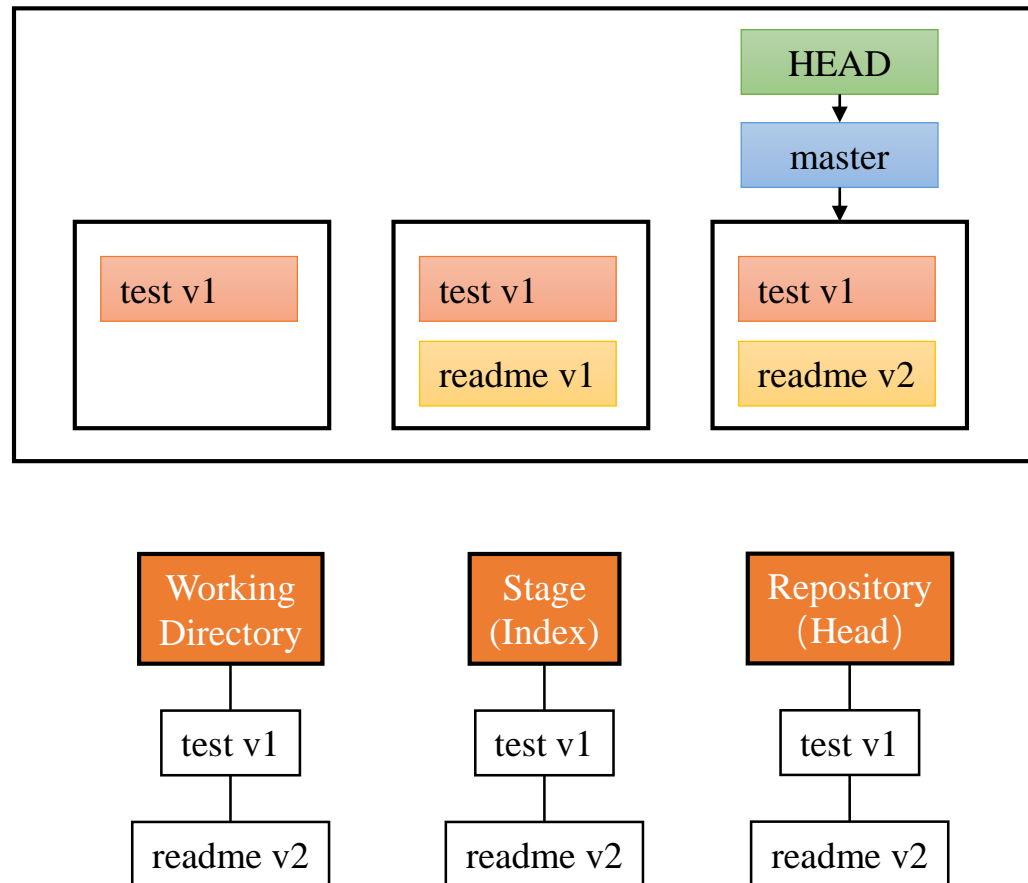 HEAD
master
test v1
test v1
test v1
readme v1
readme v2
Working
Directory
Stage
(Index)
Repository
（Head）
test v1
test v1
test v1
readme v2
readme v2
readme v2